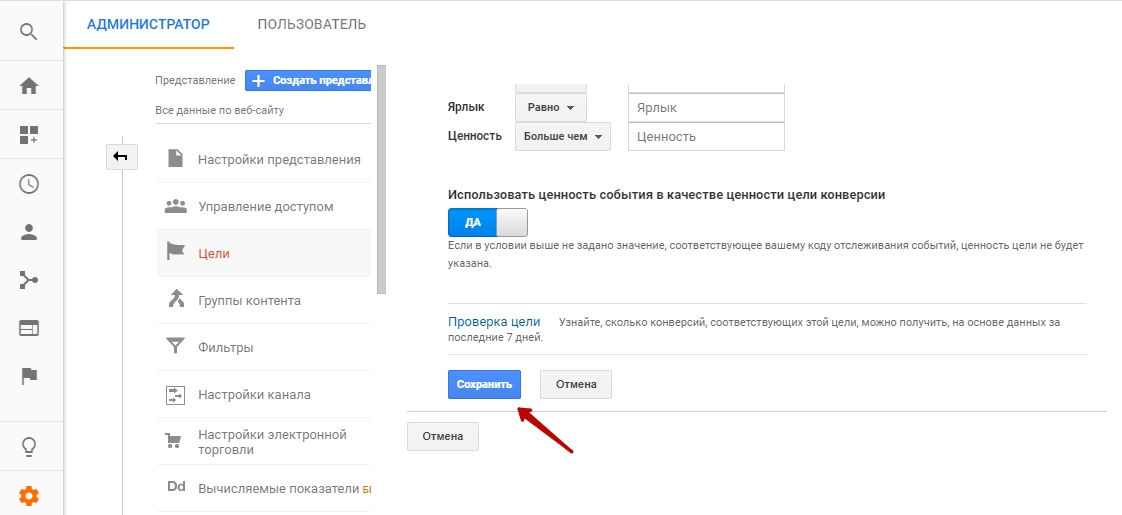 АДМИНИСТРАТОР ПОЛЬЗОВАТЕЛЬ
Представление + Создать представл
Все данные по веб-сайту
Настройки представления
Управление доступом
Цели
Группы контента
Фильтры
Настройки канала
Настройки электронной
торговли
Dd Вычисляемые показатели БЕ
Ярлык Равно Ярлык
Ценность Больше чем Ценность
Использовать ценность события в качестве ценности цели конверсии
ДА
Если в условии выше не задано значение, соответствующее вашему коду отслеживания событий, ценность цели не будет
указана.
Проверка цели Узнайте, сколько конверсий, соответствующих этой цели, можно получить, на основе данных за
последние 7 дней.
Сохранить Отмена
Отмена